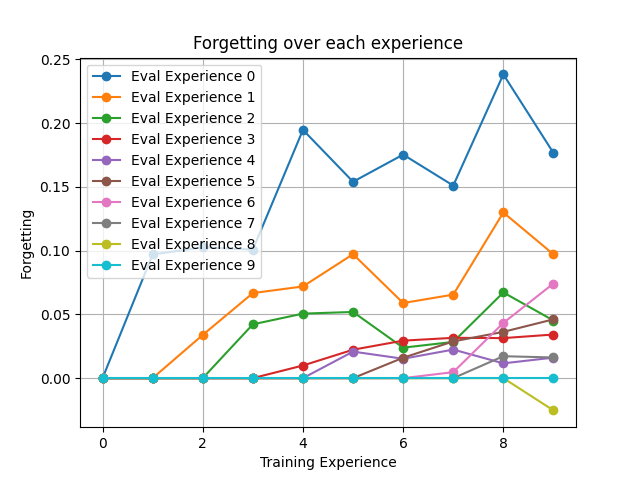 Forgetting over each experience
0.25
0.20
0.15
0.10
0.05
0.00
Forgetting
Eval Experience 0
Eval Experience 1
Eval Experience 2
Eval Experience 3
Eval Experience 4
Eval Experience 5
Eval Experience 6
Eval Experience 7
Eval Experience 8
Eval Experience 9
0 2 4 6 8
Training Experience